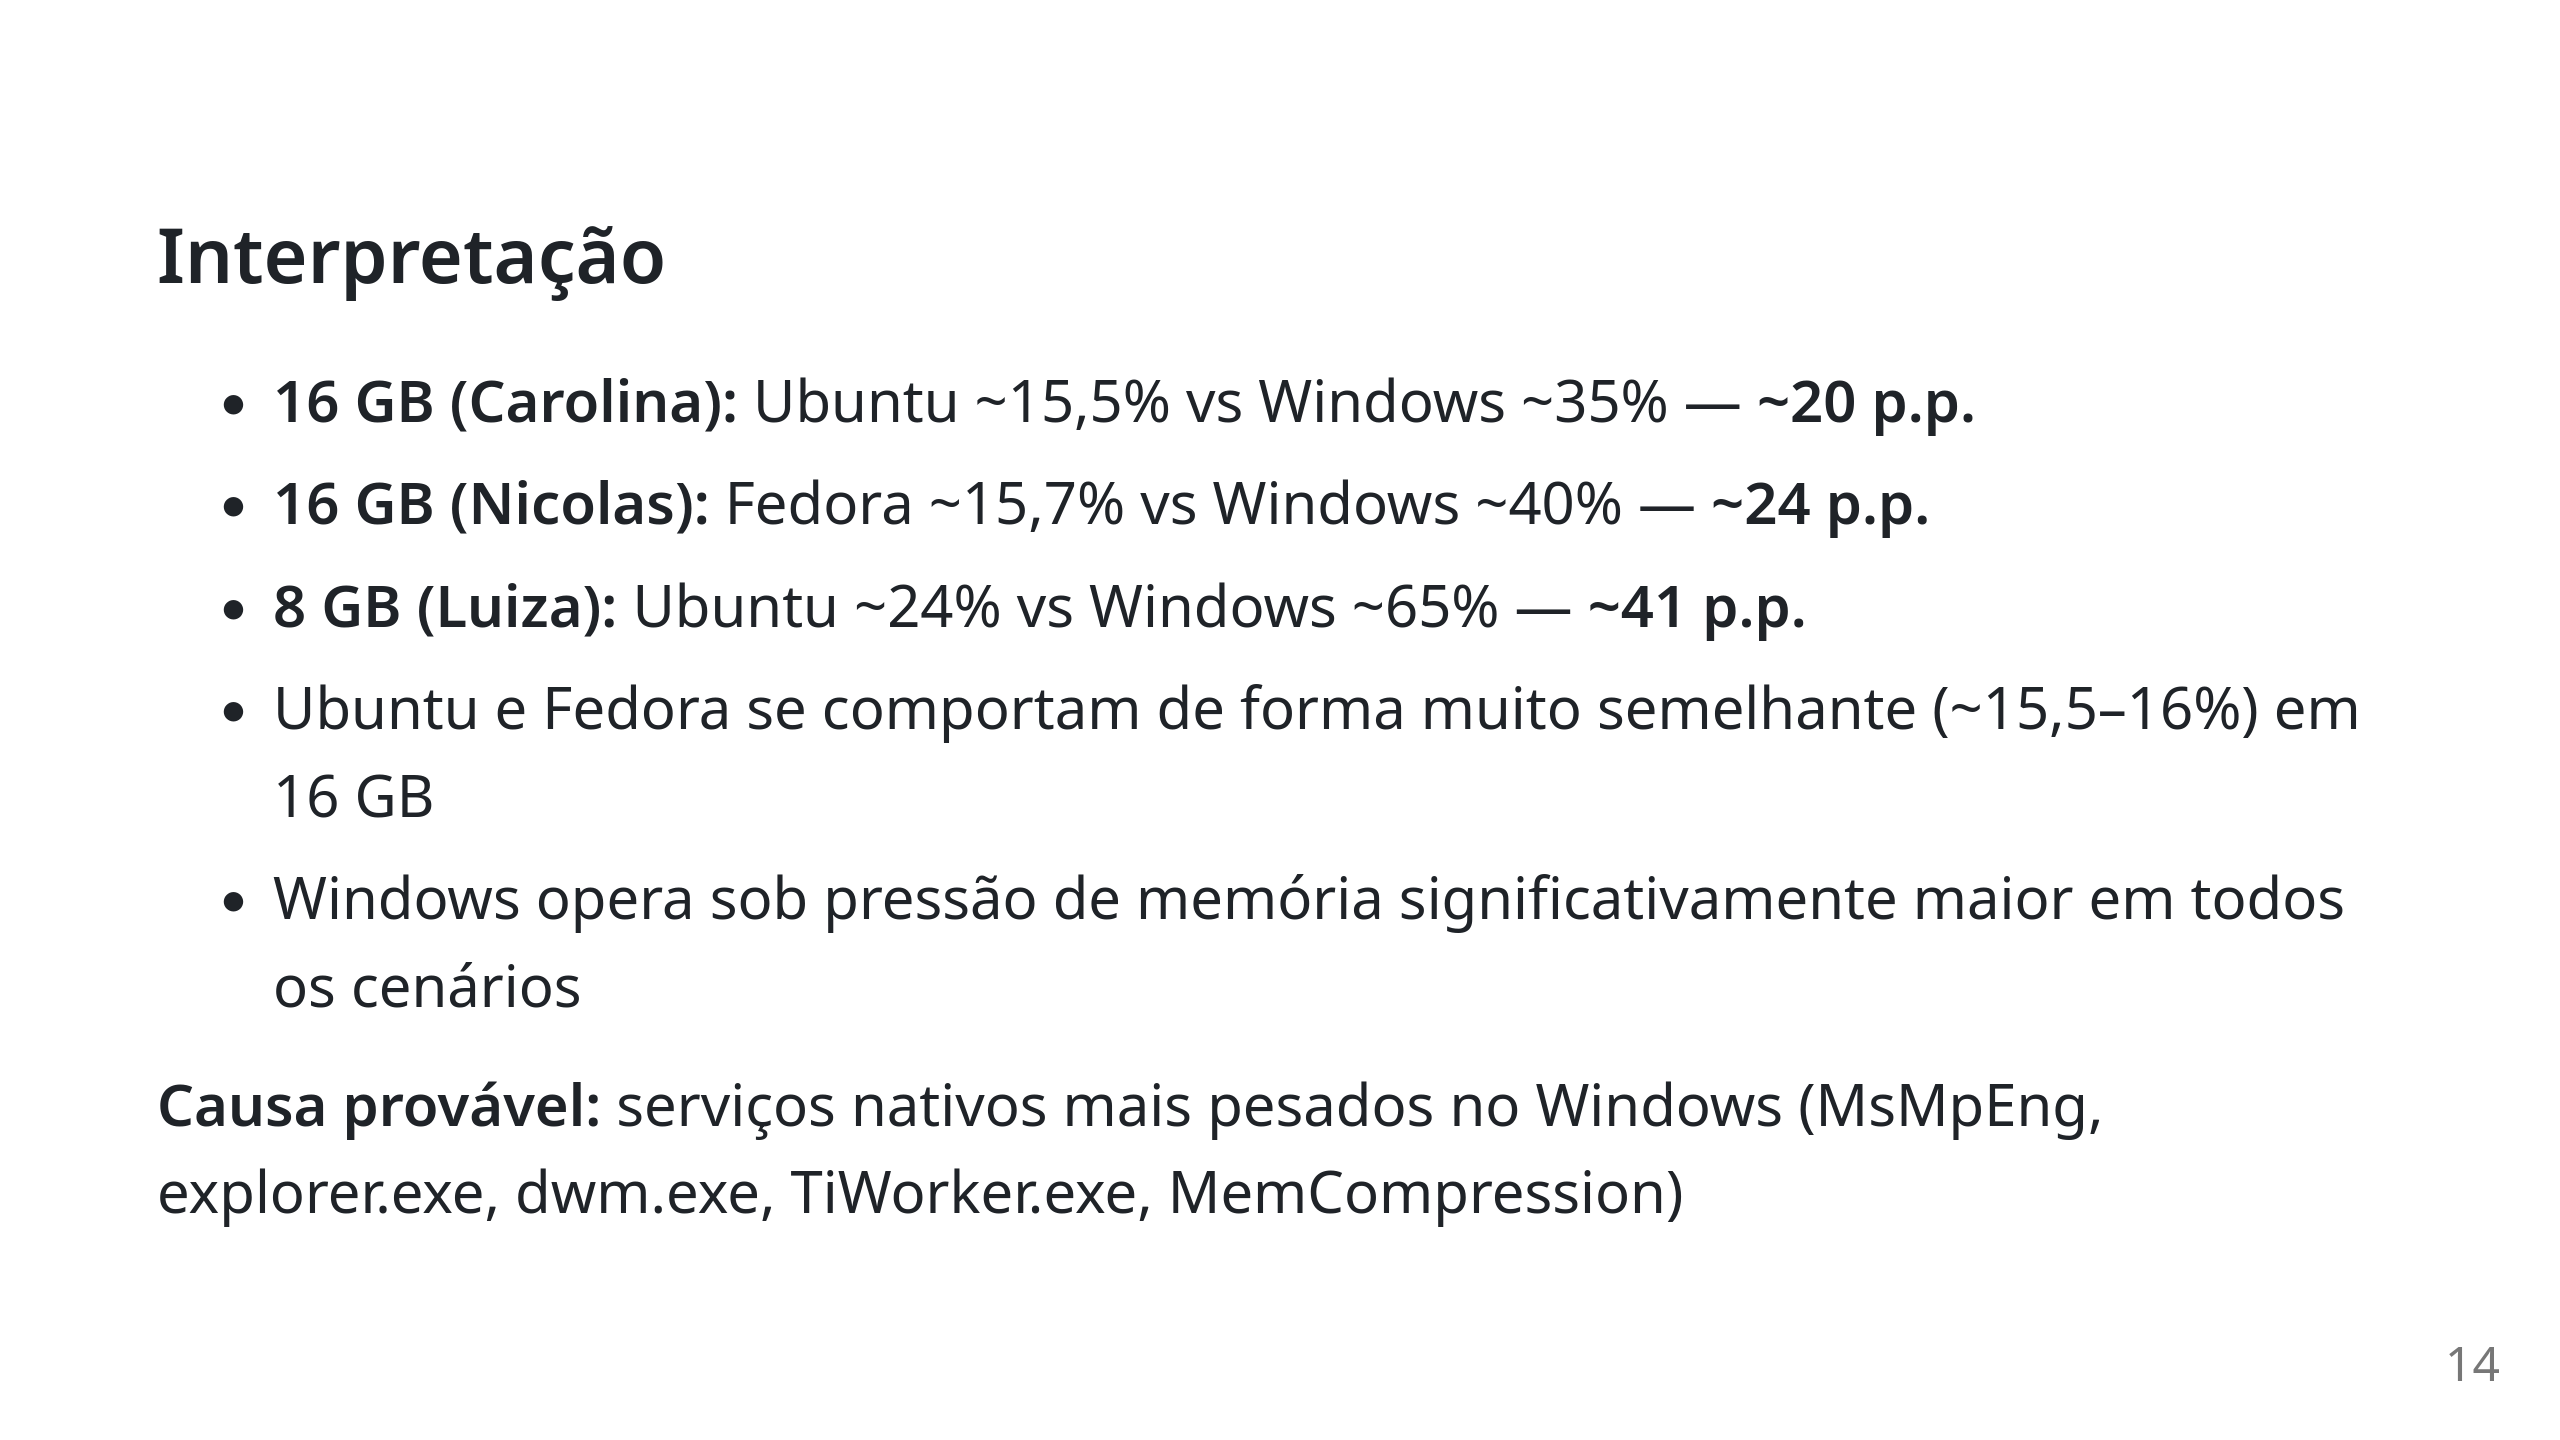 Interpretação
• 16 GB (Carolina): Ubuntu ~15,5% vs Windows ~35% — ~20 p.p.
• 16 GB (Nicolas): Fedora ~15,7% vs Windows ~40% — ~24 p.p.
• 8 GB (Luiza): Ubuntu ~24% vs Windows ~65% — ~41 p.p.
• Ubuntu e Fedora se comportam de forma muito semelhante (~15,5–16%) em
16 GB
• Windows opera sob pressão de memória significativamente maior em todos
os cenários
Causa provável: serviços nativos mais pesados no Windows (MsMpEng,
explorer.exe, dwm.exe, TiWorker.exe, MemCompression)
14